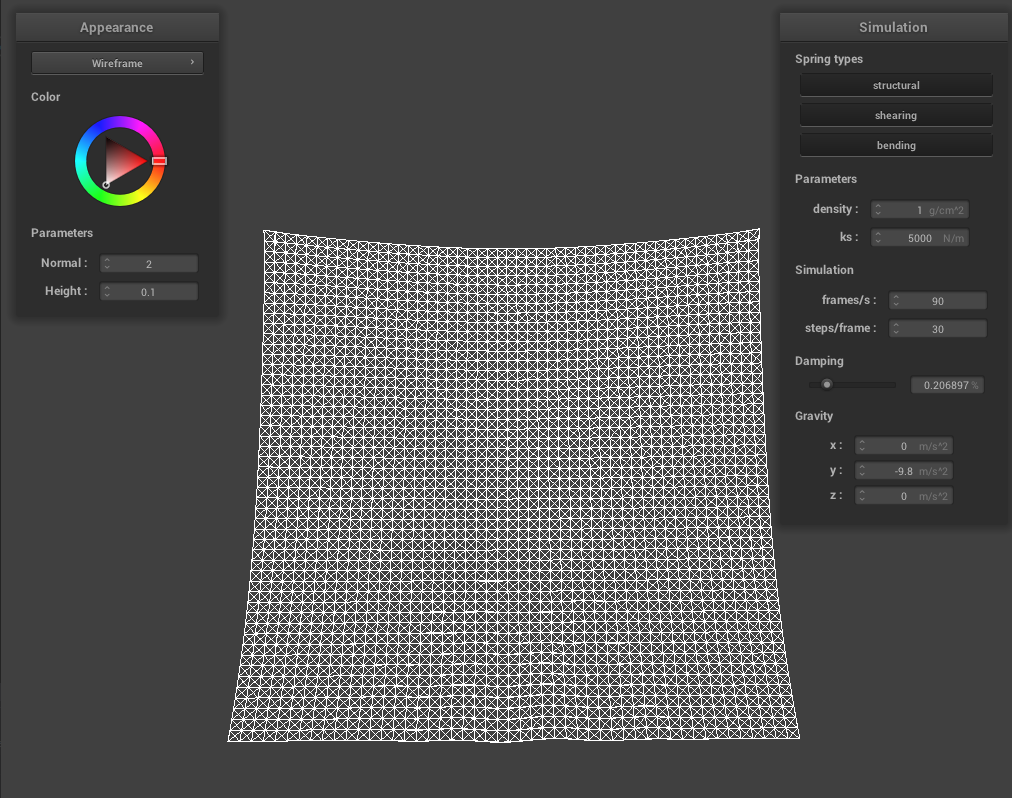 Appearance
Wireframe
Color
Parameters
Normal : 2
Height : 0.1
Simulation
Spring types
structural
shearing
bending
Parameters
density : 1 g/cm^2
ks : 5000 N/m
Simulation
frames/s : 90
steps/frame : 30
Damping
0.206897 %
Gravity
x : 0 m/s^2
y : -9.8 m/s^2
z : 0 m/s^2